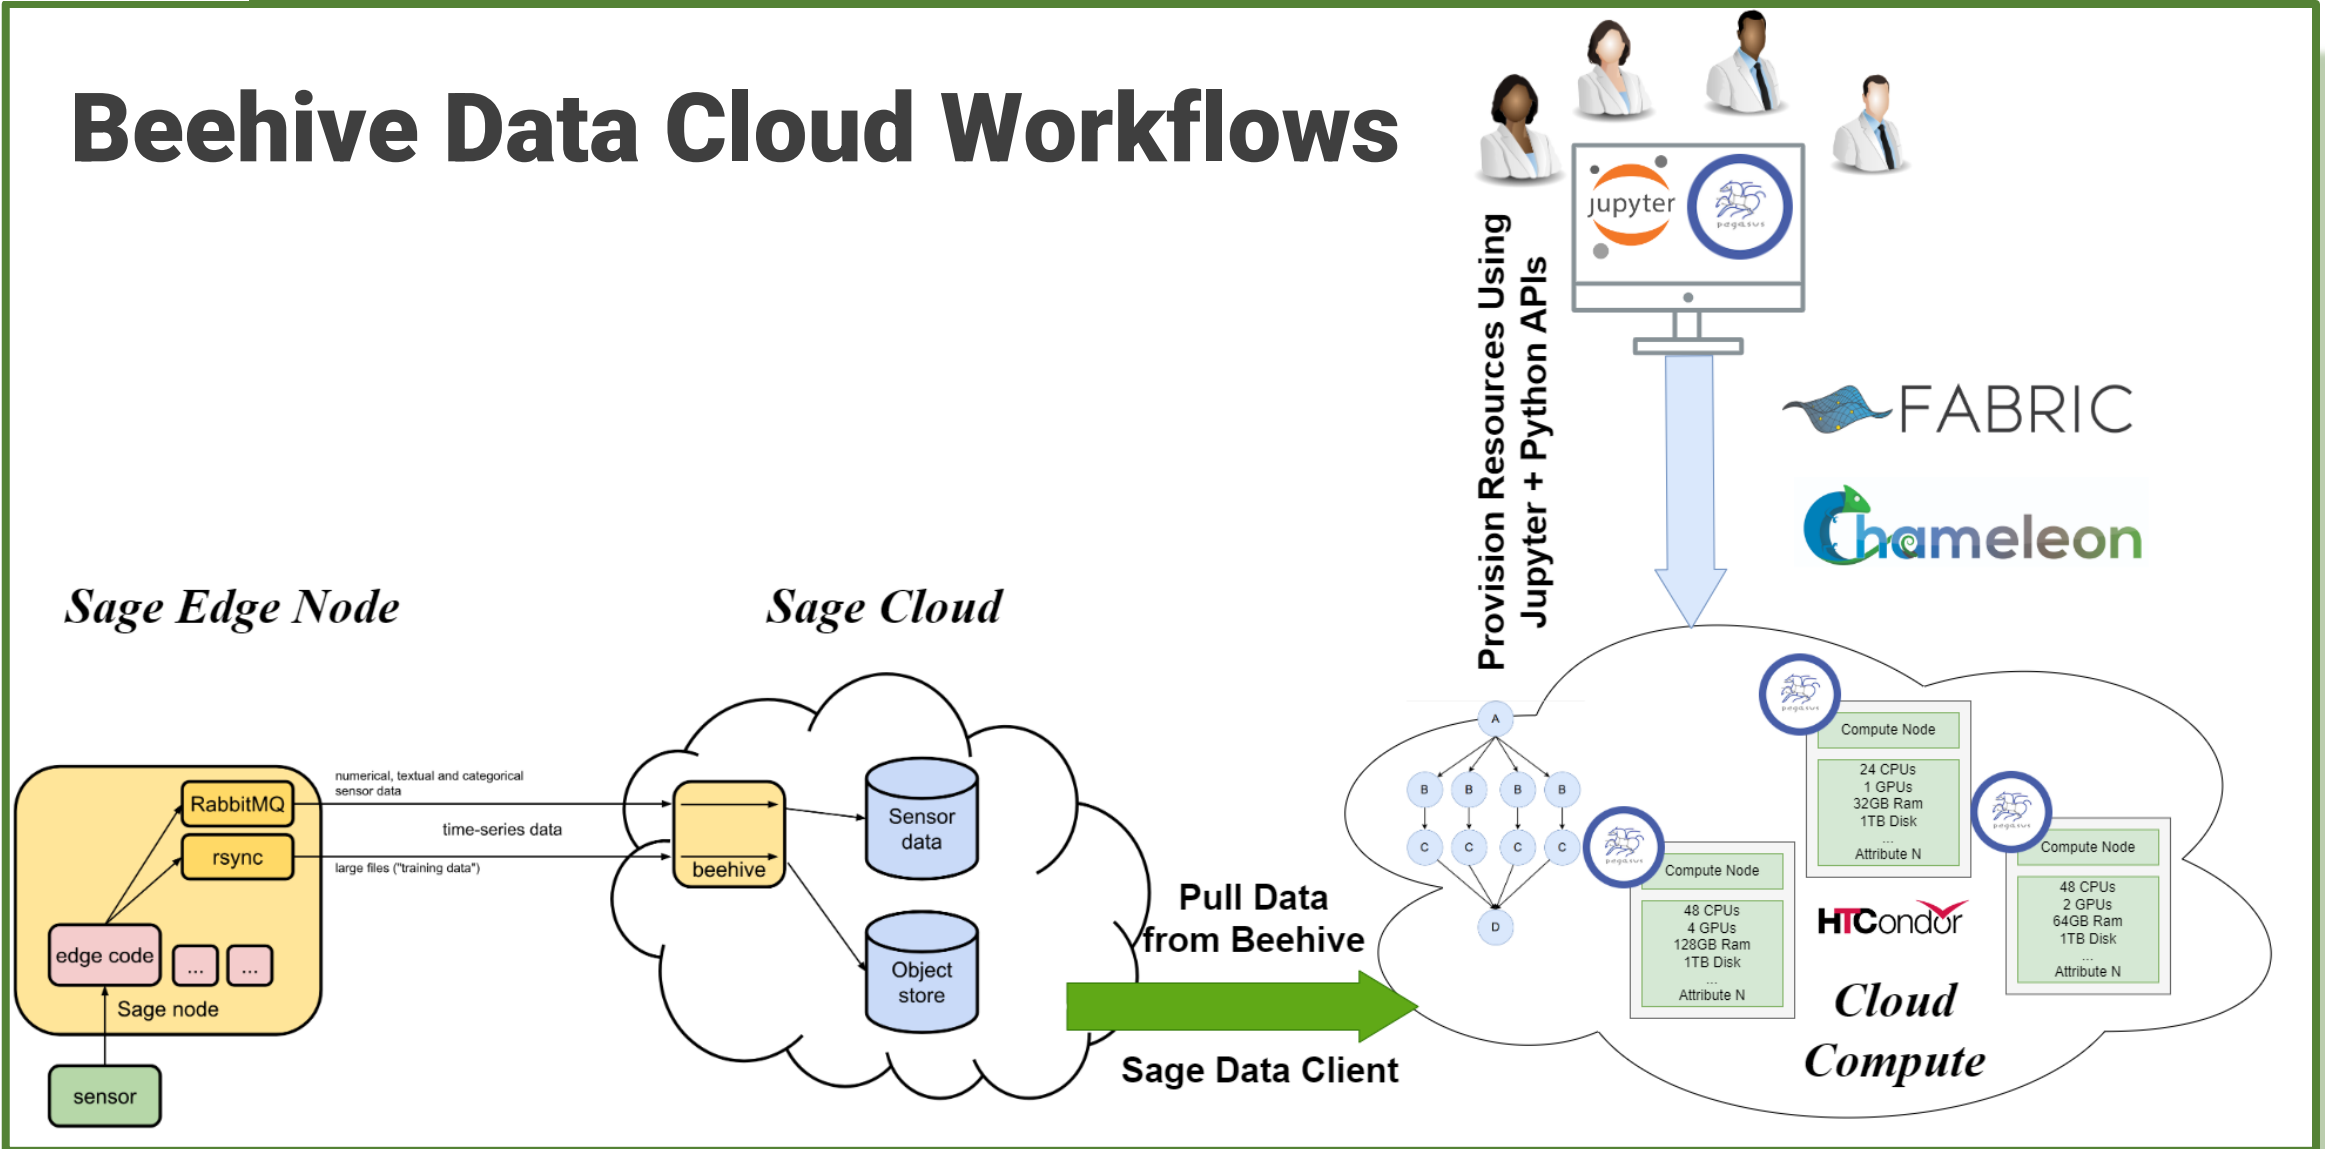 Beehive Data Cloud Workflows
jupyter
pegasus
Provision Resources Using
Jupyter + Python APIs
FABRIC
Chameleon
Sage Edge Node
Sage Cloud
RabbitMQ
rsync
edge code
...
...
Sage node
sensor
numerical, textual and categorical
sensor data
time-series data
large files ("training data")
beehive
Sensor
data
Object
store
Pull Data
from Beehive
Sage Data Client
A
B
B
B
B
C
C
C
C
D
pegasus
Compute Node
48 CPUs
4 GPUs
128GB Ram
1TB Disk
...
Attribute N
pegasus
Compute Node
24 CPUs
1 GPUs
32GB Ram
1TB Disk
...
Attribute N
pegasus
Compute Node
48 CPUs
2 GPUs
64GB Ram
1TB Disk
...
Attribute N
HTCondor
Cloud
Compute